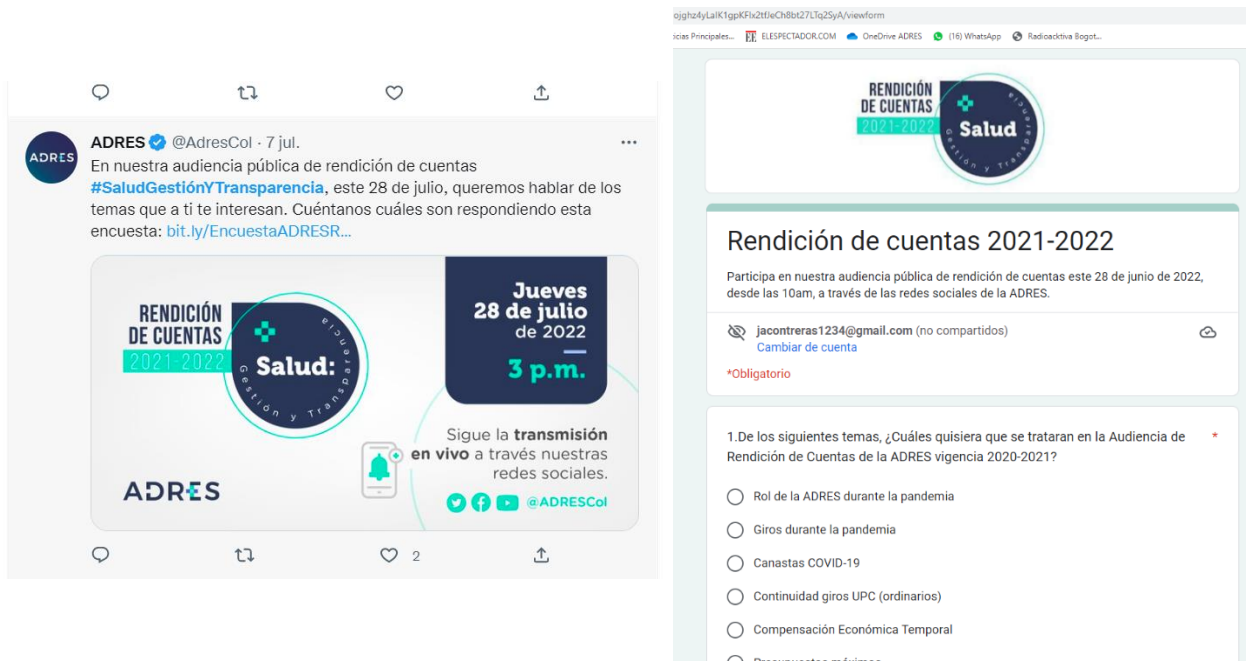 ADRES
ADRES @AdresCol · 7 jul.
En nuestra audiencia pública de rendición de cuentas
#SaludGestiónYTransparencia, este 28 de julio, queremos hablar de los
temas que a ti te interesan. Cuéntanos cuáles son respondiendo esta
encuesta: bit.ly/EncuestaADRESR...
RENDICIÓN
DE CUENTAS
2021-2022
Salud:
Gestión y Transparencia
Jueves
28 de julio
de 2022
3 p.m.
Sigue la transmisión
en vivo a través nuestras
redes sociales.
@ADRESCol
ADRES
2
ojghz4yLalK1gpKFlx2tfJeCh8bt27LTq2SyA/viewform
icias Principales... EE ELESPECTADOR.COM OneDrive ADRES (16) WhatsApp Radioacktiva Bogot...
RENDICIÓN
DE CUENTAS
2021-2022
Salud
Gestión y Transparencia
Rendición de cuentas 2021-2022
Participa en nuestra audiencia pública de rendición de cuentas este 28 de junio de 2022,
desde las 10am, a través de las redes sociales de la ADRES.
jacontreras1234@gmail.com (no compartidos)
Cambiar de cuenta
*Obligatorio
1.De los siguientes temas, ¿Cuáles quisiera que se trataran en la Audiencia de *
Rendición de Cuentas de la ADRES vigencia 2020-2021?
Rol de la ADRES durante la pandemia
Giros durante la pandemia
Canastas COVID-19
Continuidad giros UPC (ordinarios)
Compensación Económica Temporal
Presupuestos máximos